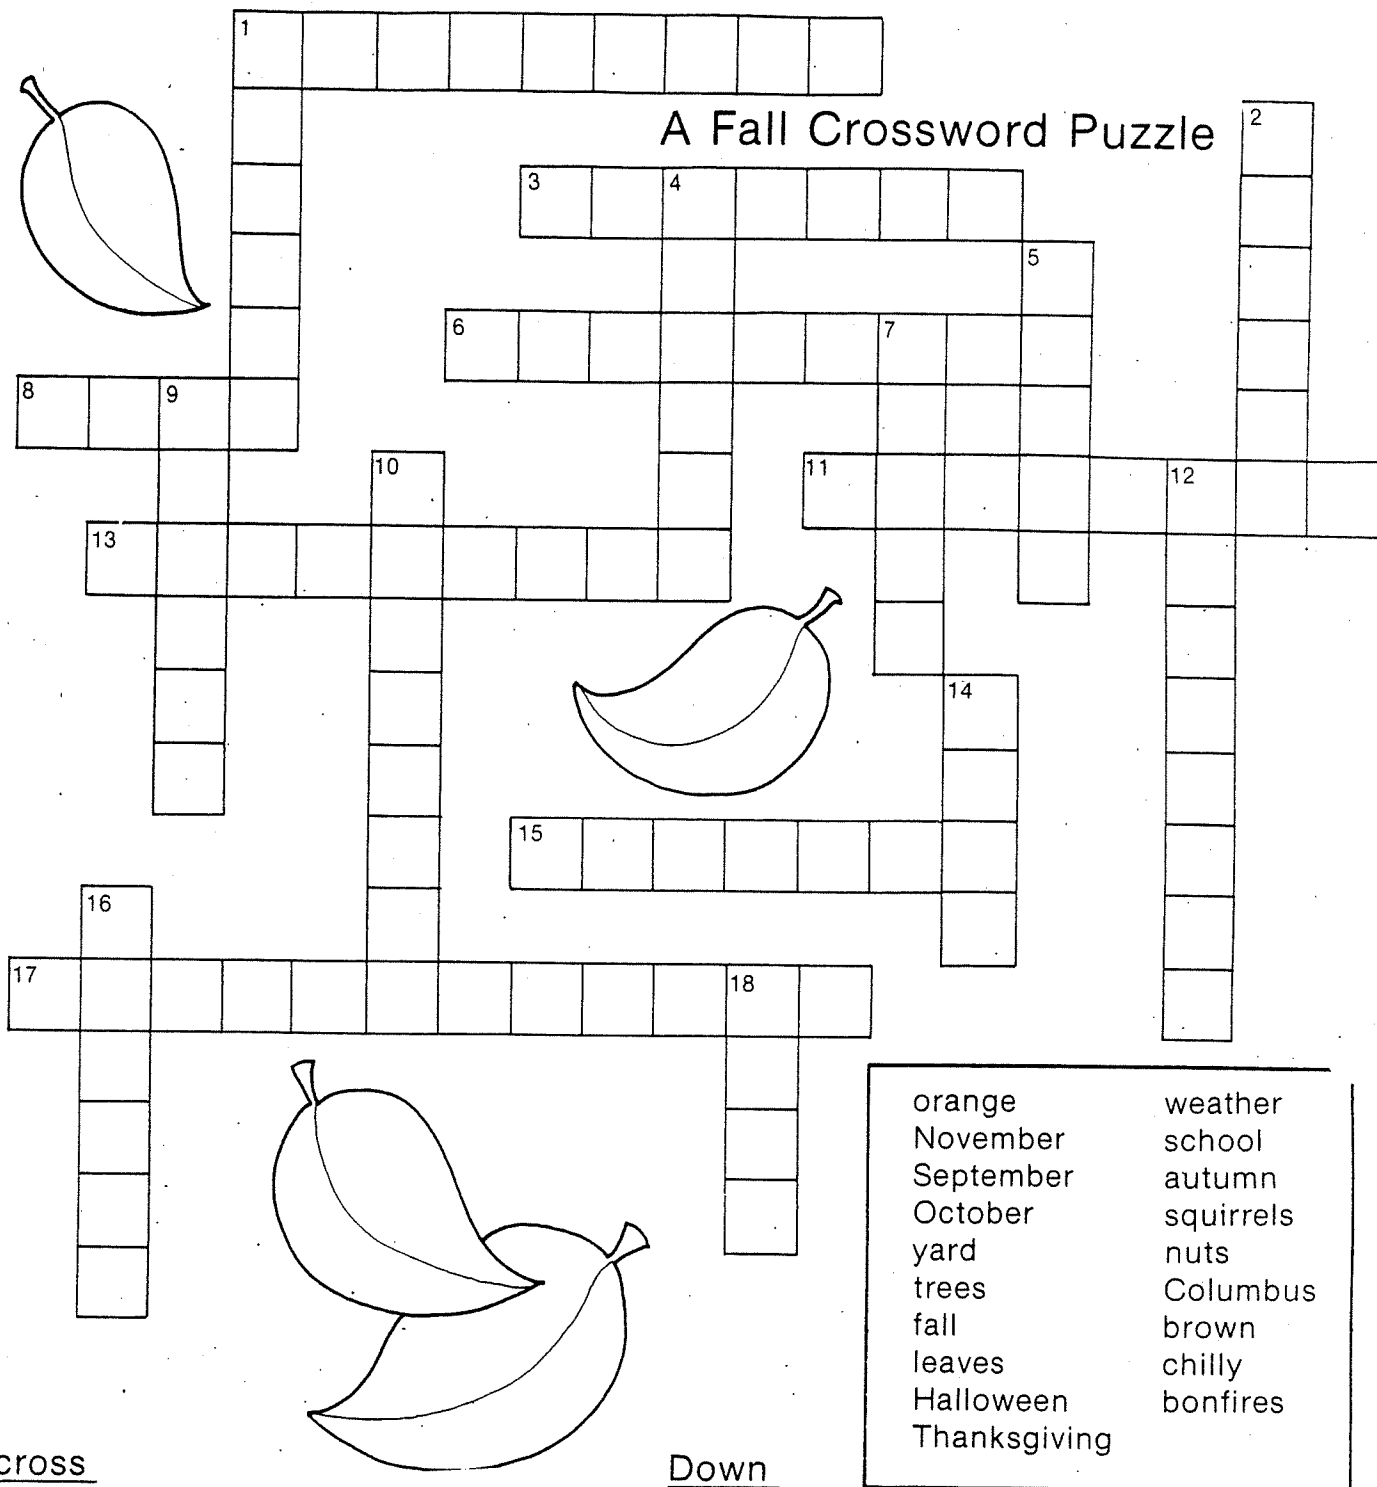 1
A Fall Crossword Puzzle
2
3 4
5
6 7
8 9
10
11 12
13
14
15
16
17 18
orange weather
November school
September autumn
October squirrels
yard nuts
trees Columbus
fall brown
leaves chilly
Halloween bonfires
Thanksgiving
cross Down